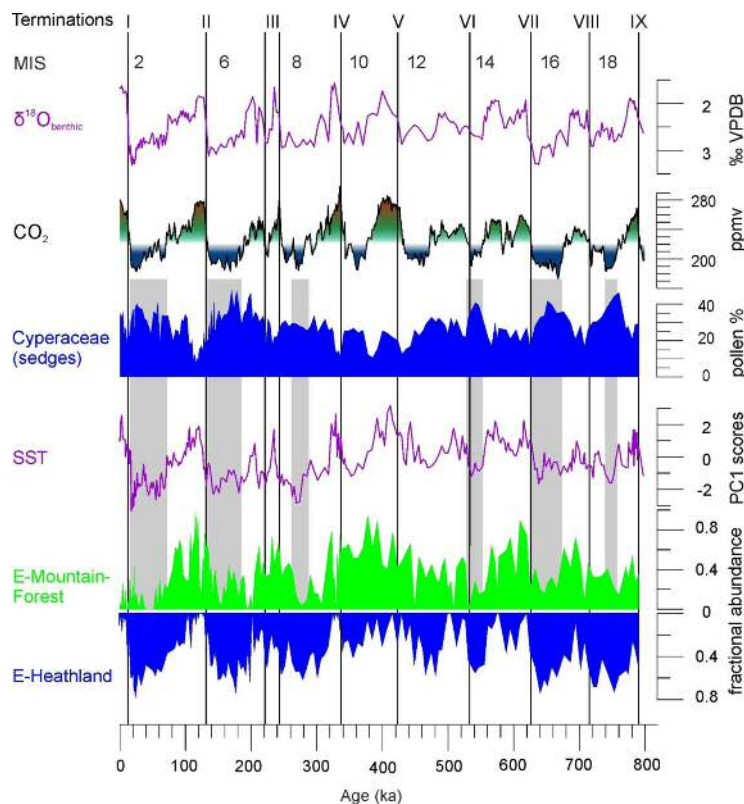 Terminations I II III IV V VI VII VIII IX
MIS 2 6 8 10 12 14 16 18
δ¹⁸O benthic
2
3
‰ VPDB
CO₂
280
200
ppmv
Cyperaceae
(sedges)
40
20
0
pollen %
SST
2
0
-2
PC1 scores
E-Mountain-
Forest
0.8
0.4
0
E-Heathland
0.4
0.8
fractional abundance
0 100 200 300 400 500 600 700 800
Age (ka)